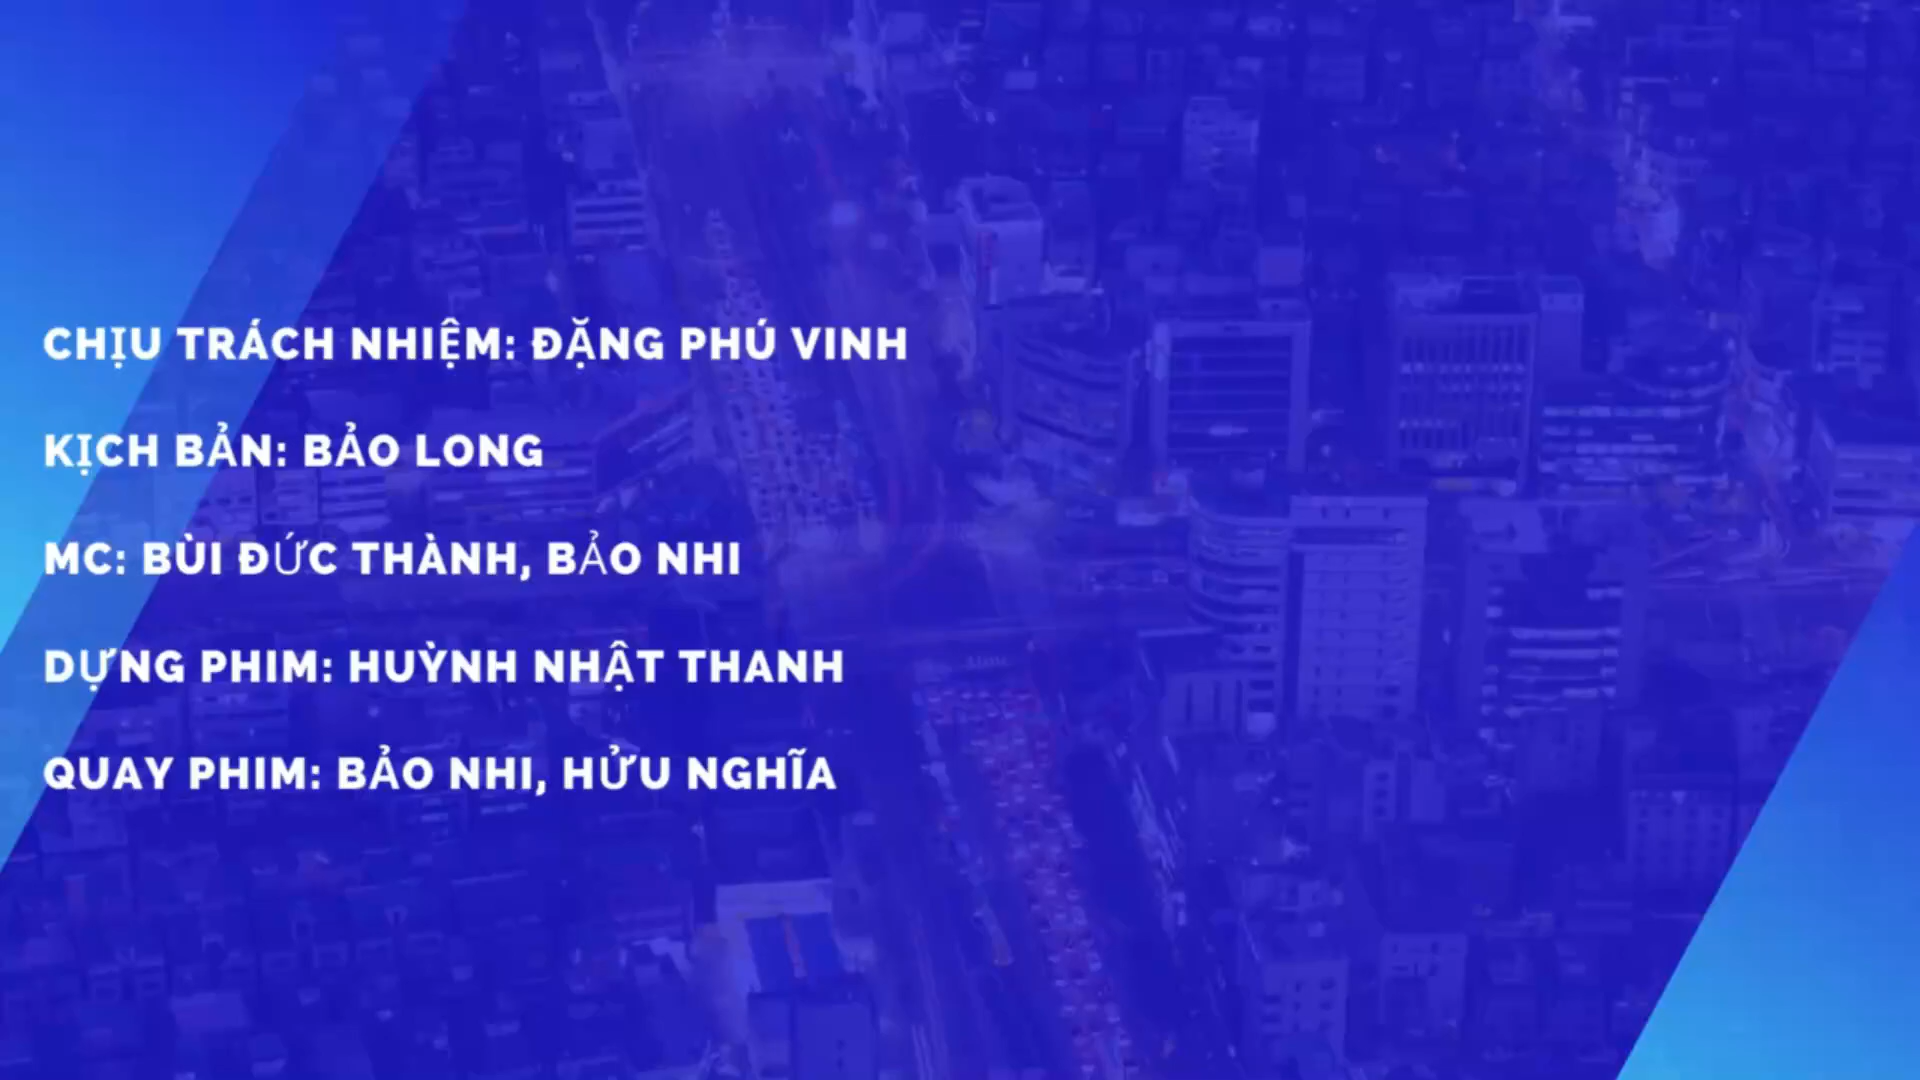 CHỊU TRÁCH NHIỆM: ĐẶNG PHÚ VINH
KỊCH BẢN: BẢO LONG
MC: BÙI ĐỨC THÀNH, BẢO NHI
DỰNG PHIM: HUỲNH NHẬT THANH
QUAY PHIM: BẢO NHI, HỬU NGHĨA